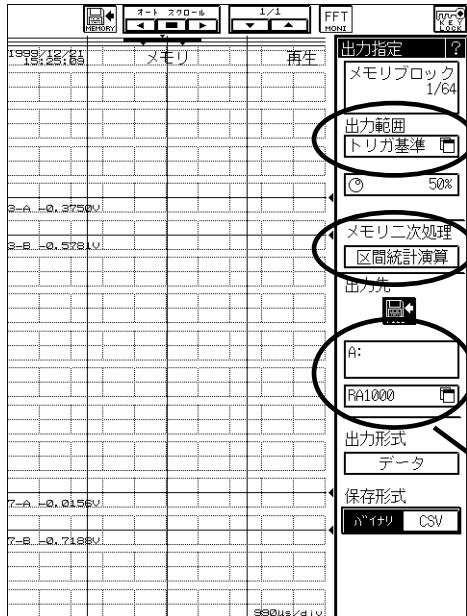 MEMORY
オート スクロール
1/1
FFT
MONI
KEY
LOCK
1999/12/21
15:25:09
メモリ
再生
3-A -0.3750V
3-B -0.5781V
7-A -0.0156V
7-B -0.7188V
990us/div
出力指定 ?
メモリブロック
1/64
出力範囲
トリガ基準
50%
メモリ二次処理
区間統計演算
出力先
A:
RA1000
出力形式
データ
保存形式
バイナリ CSV